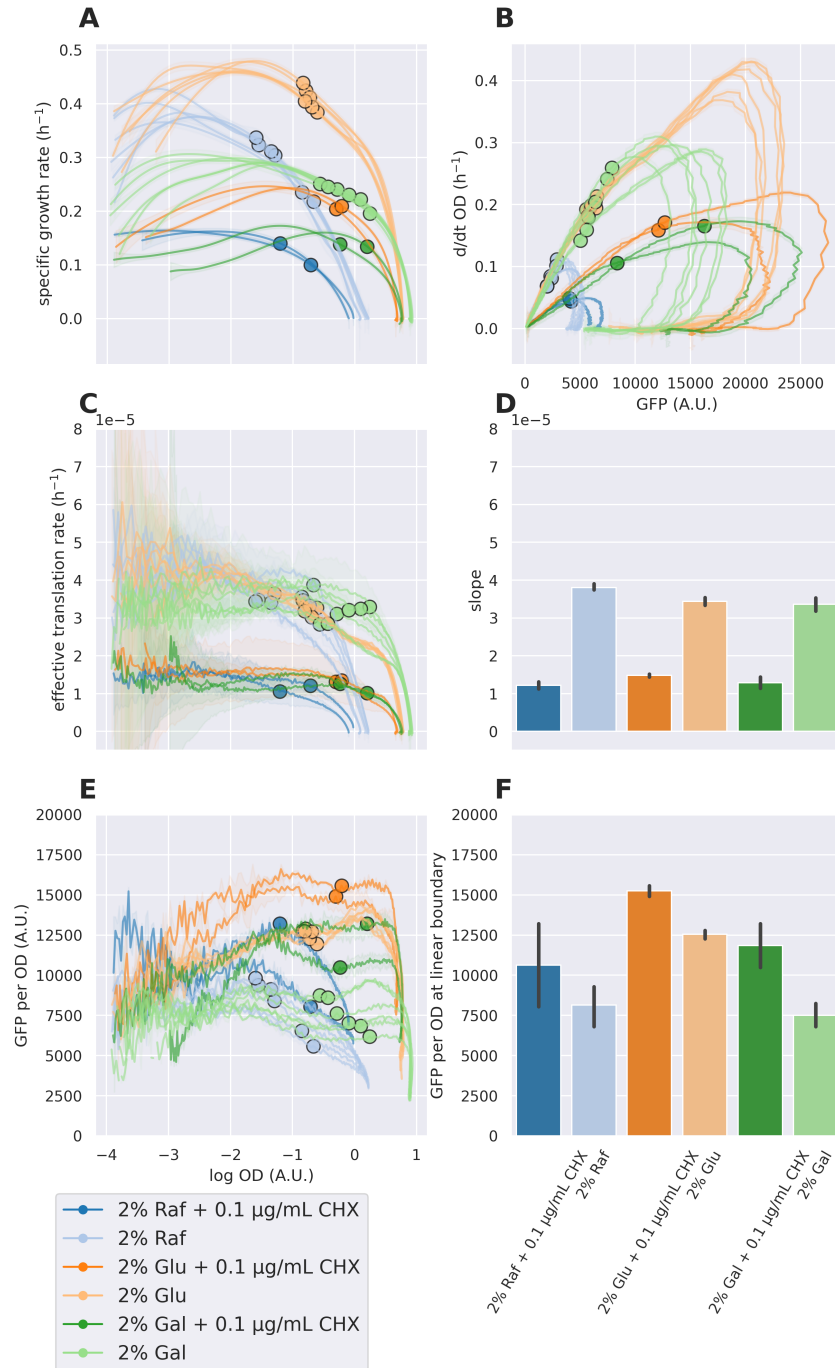 A
B
0.5
0.4
0.3
0.2
0.1
0.0
specific growth rate (h⁻¹)
0.4
0.3
0.2
0.1
0.0
d/dt OD (h⁻¹)
0
5000
10000
15000
20000
25000
GFP (A.U.)
C
1e−5
8
7
6
5
4
3
2
1
0
effective translation rate (h⁻¹)
D
1e−5
8
7
6
5
4
3
2
1
0
slope
E
20000
17500
15000
12500
10000
7500
5000
2500
0
GFP per OD (A.U.)
−4
−3
−2
−1
0
1
log OD (A.U.)
F
20000
17500
15000
12500
10000
7500
5000
2500
0
GFP per OD at linear boundary
2% Raf + 0.1 μg/mL CHX
2% Raf
2% Glu + 0.1 μg/mL CHX
2% Glu
2% Gal + 0.1 μg/mL CHX
2% Gal
2% Raf + 0.1 μg/mL CHX
2% Raf
2% Glu + 0.1 μg/mL CHX
2% Glu
2% Gal + 0.1 μg/mL CHX
2% Gal